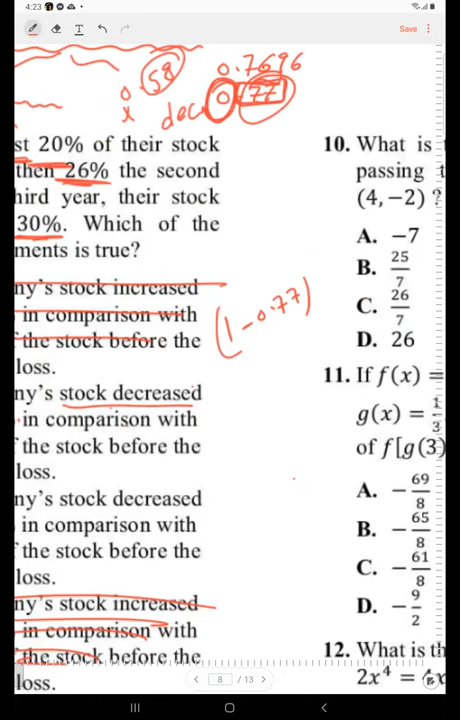 4:23
Save
0.58
x
0.7696
dec
0.77
st 20% of their stock
then 26% the second
hird year, their stock
30%. Which of the
ments is true?
ny's stock increased
in comparison with
f the stock before the
loss.
ny's stock decreased
in comparison with
f the stock before the
loss.
ny's stock decreased
in comparison with
f the stock before the
loss.
ny's stock increased
in comparison with
f the stock before the
loss.
(1-0.77)
10. What is
passing t
(4, −2) ?
A. −7
B. 25/7
C. 26/7
D. 26
11. If f(x) =
g(x) = 1/3
of f[g(3)
A. − 69/8
B. − 65/8
C. − 61/8
D. − 9/2
12. What is th
2x⁴ =
8 / 13